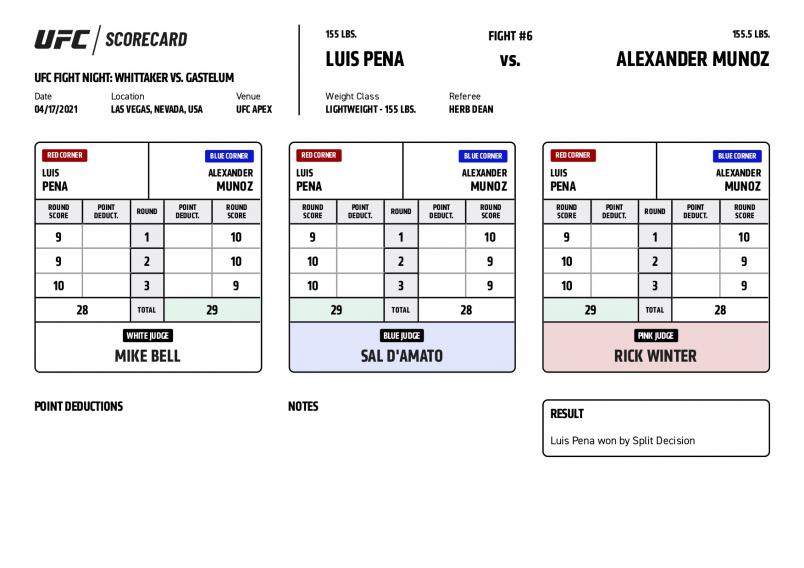 UFC / SCORECARD
UFC FIGHT NIGHT: WHITTAKER VS. GASTELUM
Date Location Venue
04/17/2021 LAS VEGAS, NEVADA, USA UFC APEX
155 LBS. FIGHT #6 155.5 LBS.
LUIS PENA vs. ALEXANDER MUNOZ
Weight Class Referee
LIGHTWEIGHT - 155 LBS. HERB DEAN
RED CORNER BLUE CORNER
LUIS ALEXANDER
PENA MUNOZ
ROUND SCORE POINT DEDUCT. ROUND POINT DEDUCT. ROUND SCORE
9 1 10
9 2 10
10 3 9
28 TOTAL 29
WHITE JUDGE
MIKE BELL
RED CORNER BLUE CORNER
LUIS ALEXANDER
PENA MUNOZ
ROUND SCORE POINT DEDUCT. ROUND POINT DEDUCT. ROUND SCORE
9 1 10
10 2 9
10 3 9
29 TOTAL 28
BLUE JUDGE
SAL D'AMATO
RED CORNER BLUE CORNER
LUIS ALEXANDER
PENA MUNOZ
ROUND SCORE POINT DEDUCT. ROUND POINT DEDUCT. ROUND SCORE
9 1 10
10 2 9
10 3 9
29 TOTAL 28
PINK JUDGE
RICK WINTER
POINT DEDUCTIONS
NOTES
RESULT
Luis Pena won by Split Decision